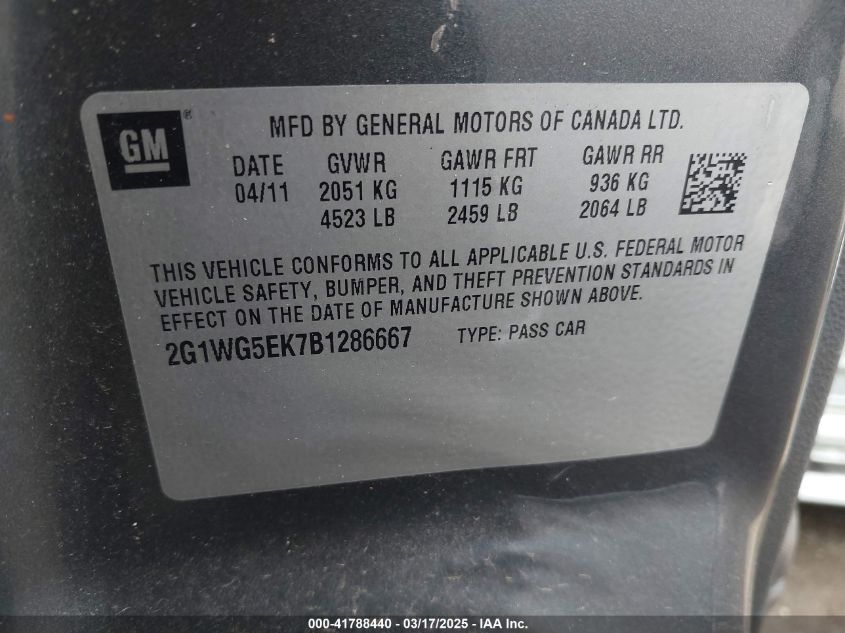 GM ®
MFD BY GENERAL MOTORS OF CANADA LTD.
DATE GVWR GAWR FRT GAWR RR
04/11 2051 KG 1115 KG 936 KG
4523 LB 2459 LB 2064 LB
THIS VEHICLE CONFORMS TO ALL APPLICABLE U.S. FEDERAL MOTOR
VEHICLE SAFETY, BUMPER, AND THEFT PREVENTION STANDARDS IN
EFFECT ON THE DATE OF MANUFACTURE SHOWN ABOVE.
2G1WG5EK7B1286667 TYPE: PASS CAR
000-41788440 - 03/17/2025 - IAA Inc.